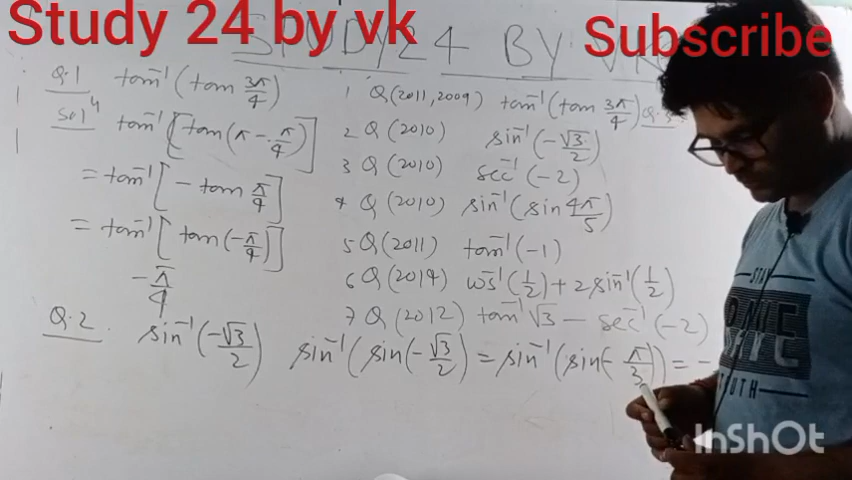 Study 24 by vk
Subscribe
STUDY24 BY VK
Q.1 tan⁻¹(tan 3π/4)
Solⁿ tan⁻¹[tan(π - π/4)]
= tan⁻¹[- tan π/4]
= tan⁻¹[tan(-π/4)]
-π/4
Q.2 sin⁻¹(-√3/2) sin⁻¹(sin(-√3/2) = sin⁻¹(sin(-π/3)) = -
1 Q(2011,2009) tan⁻¹(tan 3π/4)
2 Q(2010) sin⁻¹(-√3/2)
3 Q(2010) sec⁻¹(-2)
4 Q(2010) sin⁻¹(sin 4π/5)
5 Q(2011) tan⁻¹(-1)
6 Q(2014) cos⁻¹(1/2) + 2 sin⁻¹(1/2)
7 Q(2012) tan⁻¹√3 - sec⁻¹(-2)
InShOt